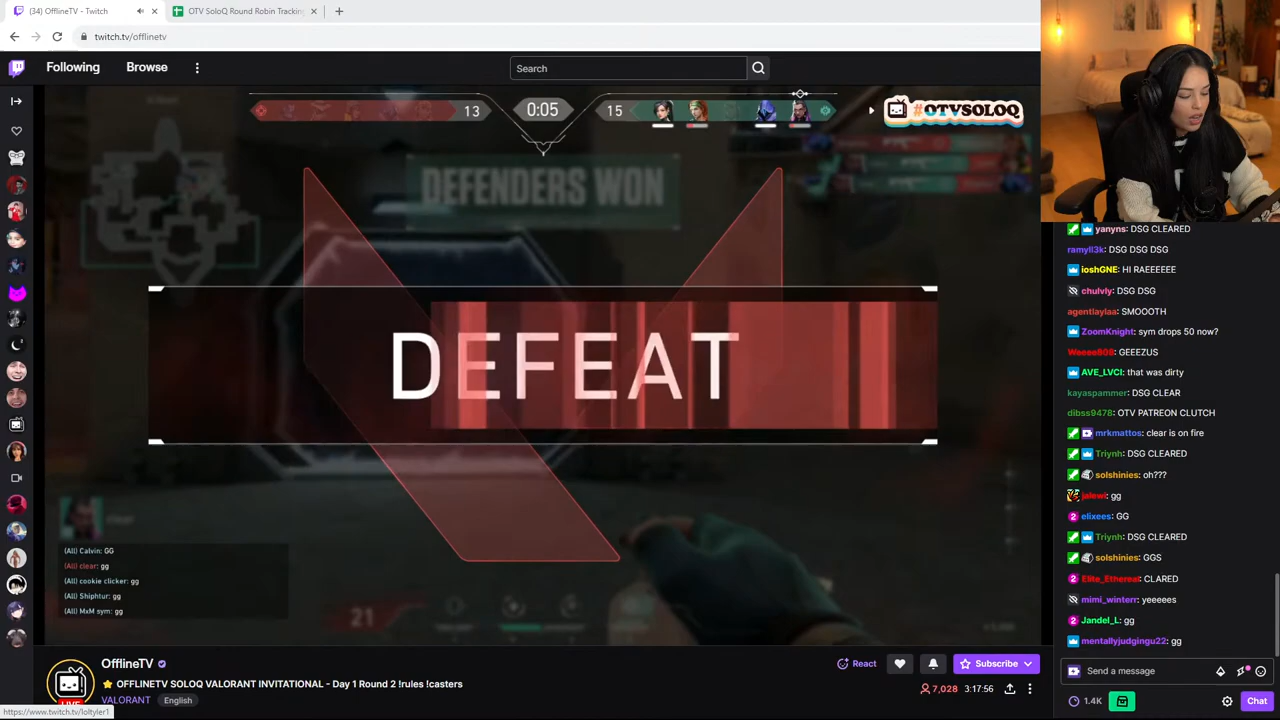 (34) OfflineTV - Twitch
OTV SoloQ Round Robin Tracking
twitch.tv/offlinetv
Following
Browse
Search
13
0:05
15
#OTVSOLOQ
DEFENDERS WON
DEFEAT
clear
(All) Calvin: GG
(All) clear: gg
(All) cookie clicker: gg
(All) Shiphtur: gg
(All) MxM sym: gg
21
yanyns: DSG CLEARED
ramyll3k: DSG DSG DSG
ioshGNE: HI RAEEEEEE
chulvly: DSG DSG
agentlaylaa: SMOOOTH
ZoomKnight: sym drops 50 now?
GEEEZUS
AVE_LVCI: that was dirty
kayaspammer: DSG CLEAR
dibss9478: OTV PATREON CLUTCH
mrkmattos: clear is on fire
Triynh: DSG CLEARED
solshinies: oh???
jalewi: gg
elixees: GG
Triynh: DSG CLEARED
solshinies: GGS
Elite_Ethereal: CLARED
mimi_winterr: yeeeees
Jandel_L: gg
mentallyjudgingu22: gg
Send a message
1.4K
Chat
OfflineTV
LIVE
OFFLINETV SOLOQ VALORANT INVITATIONAL - Day 1 Round 2 !rules !casters
VALORANT
English
React
Subscribe
7,028
3:17:56
https://www.twitch.tv/loltyler1